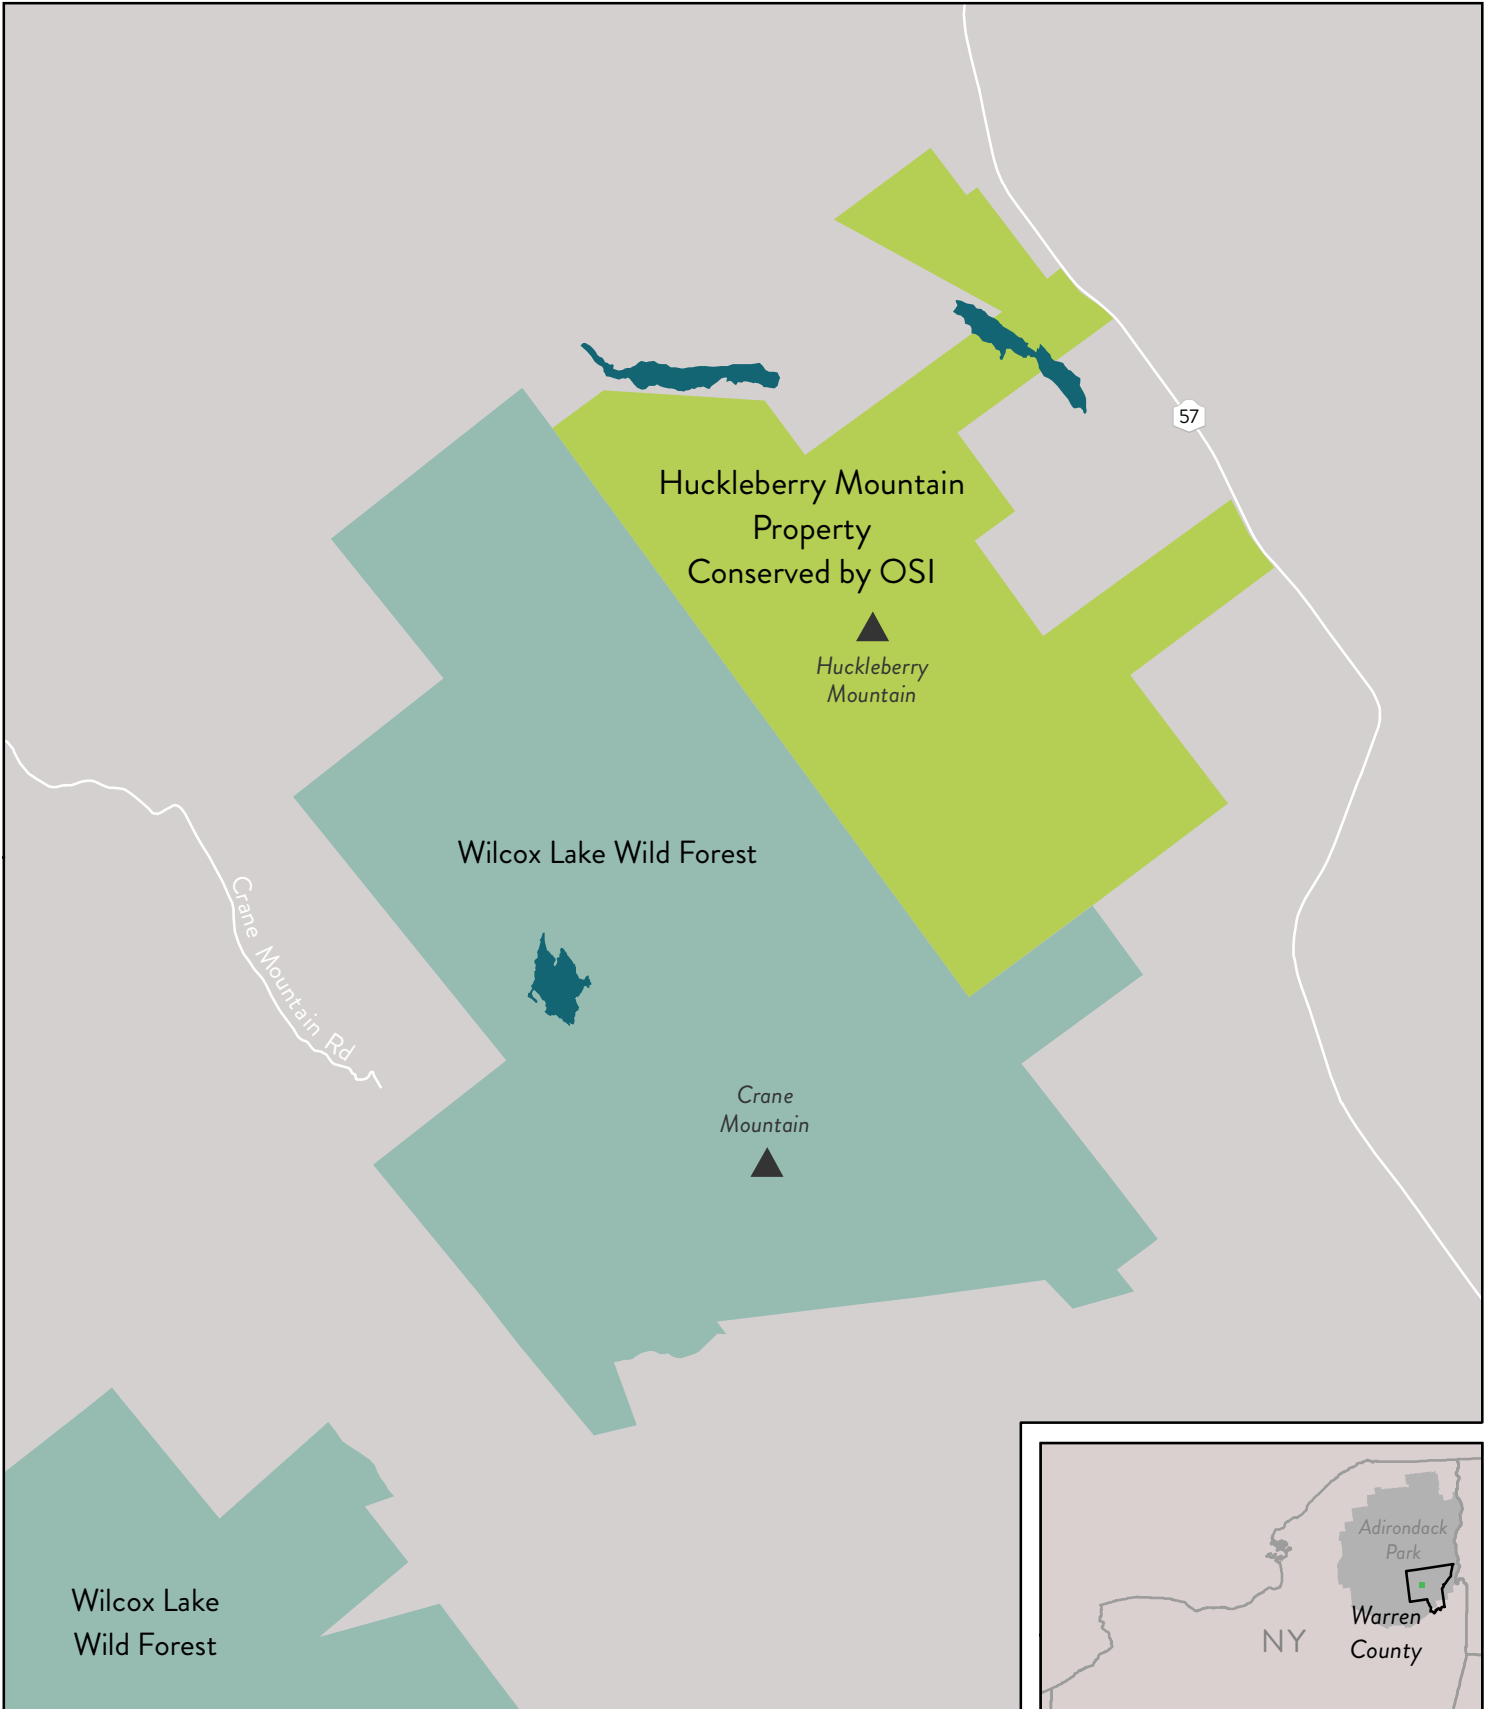 57
Huckleberry Mountain
Property
Conserved by OSI
Huckleberry
Mountain
Wilcox Lake Wild Forest
Crane Mountain Rd
Crane
Mountain
Wilcox Lake
Wild Forest
Adirondack
Park
Warren
County
NY